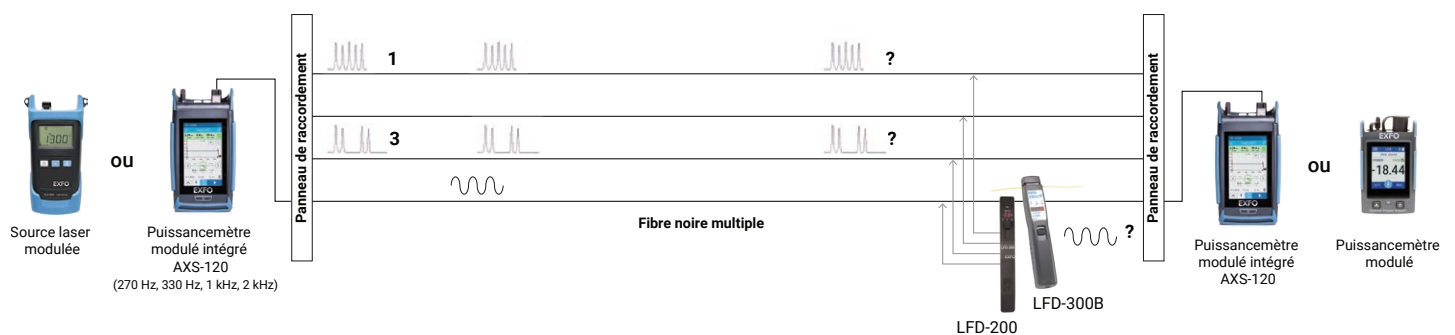 Panneau de raccordement
1
?
3
?
Fibre noire multiple
?
Panneau de raccordement
1300
EXFO
ou
EXFO
Source laser
modulée
Puissancemètre
modulé intégré
AXS-120
(270 Hz, 330 Hz, 1 kHz, 2 kHz)
EXFO
LFD-300B
LFD-200
EXFO
ou
EXFO
-18.44
Puissancemètre
modulé intégré
AXS-120
Puissancemètre
modulé